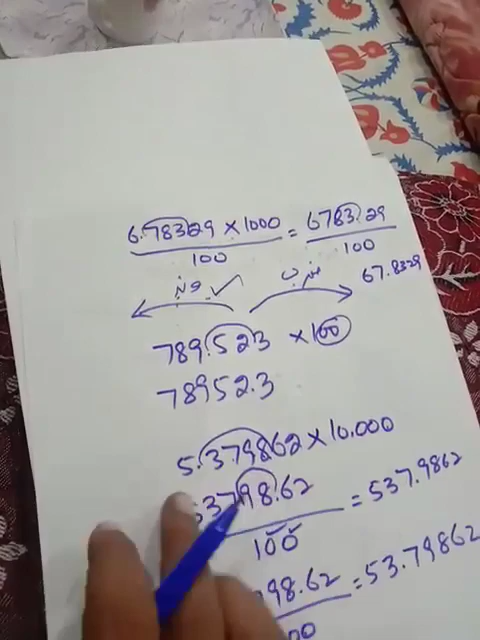 6.78329 × 1000 = 6783.29
100 100
67.8329
ضرب
789.523 × 100
78952.3
5.379862 × 10.000
53798.62 = 537.9862
100
98.62 = 53.79862
00